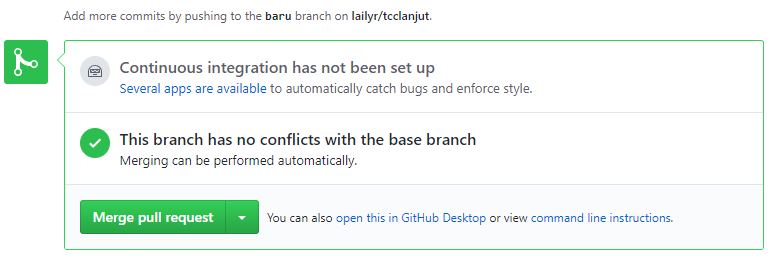 Add more commits by pushing to the baru branch on lailyr/tcclanjut.
Continuous integration has not been set up
Several apps are available to automatically catch bugs and enforce style.
This branch has no conflicts with the base branch
Merging can be performed automatically.
Merge pull request You can also open this in GitHub Desktop or view command line instructions.